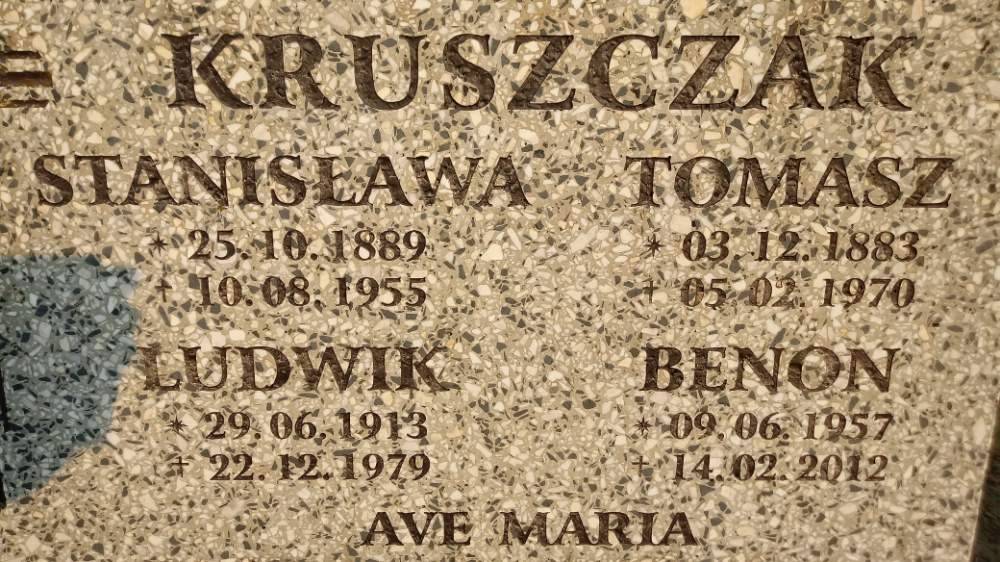 KRUSZCZAK
STANISŁAWA TOMASZ
* 25.10.1889 * 03.12.1883
† 10.08.1955 † 05.02.1970
LUDWIK BENON
* 29.06.1913 * 09.06.1957
† 22.12.1979 † 14.02.2012
AVE MARIA